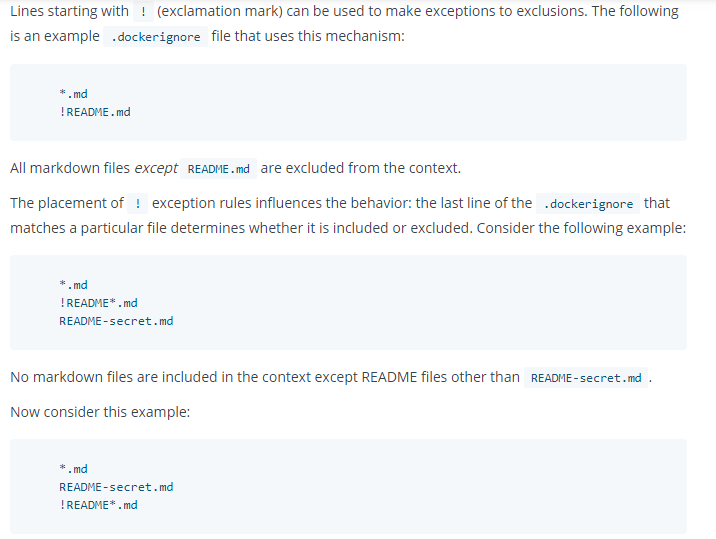 Lines starting with ! (exclamation mark) can be used to make exceptions to exclusions. The following
is an example .dockerignore file that uses this mechanism:
*.md
!README.md
All markdown files except README.md are excluded from the context.
The placement of ! exception rules influences the behavior: the last line of the .dockerignore that
matches a particular file determines whether it is included or excluded. Consider the following example:
*.md
!README*.md
README-secret.md
No markdown files are included in the context except README files other than README-secret.md .
Now consider this example:
*.md
README-secret.md
!README*.md